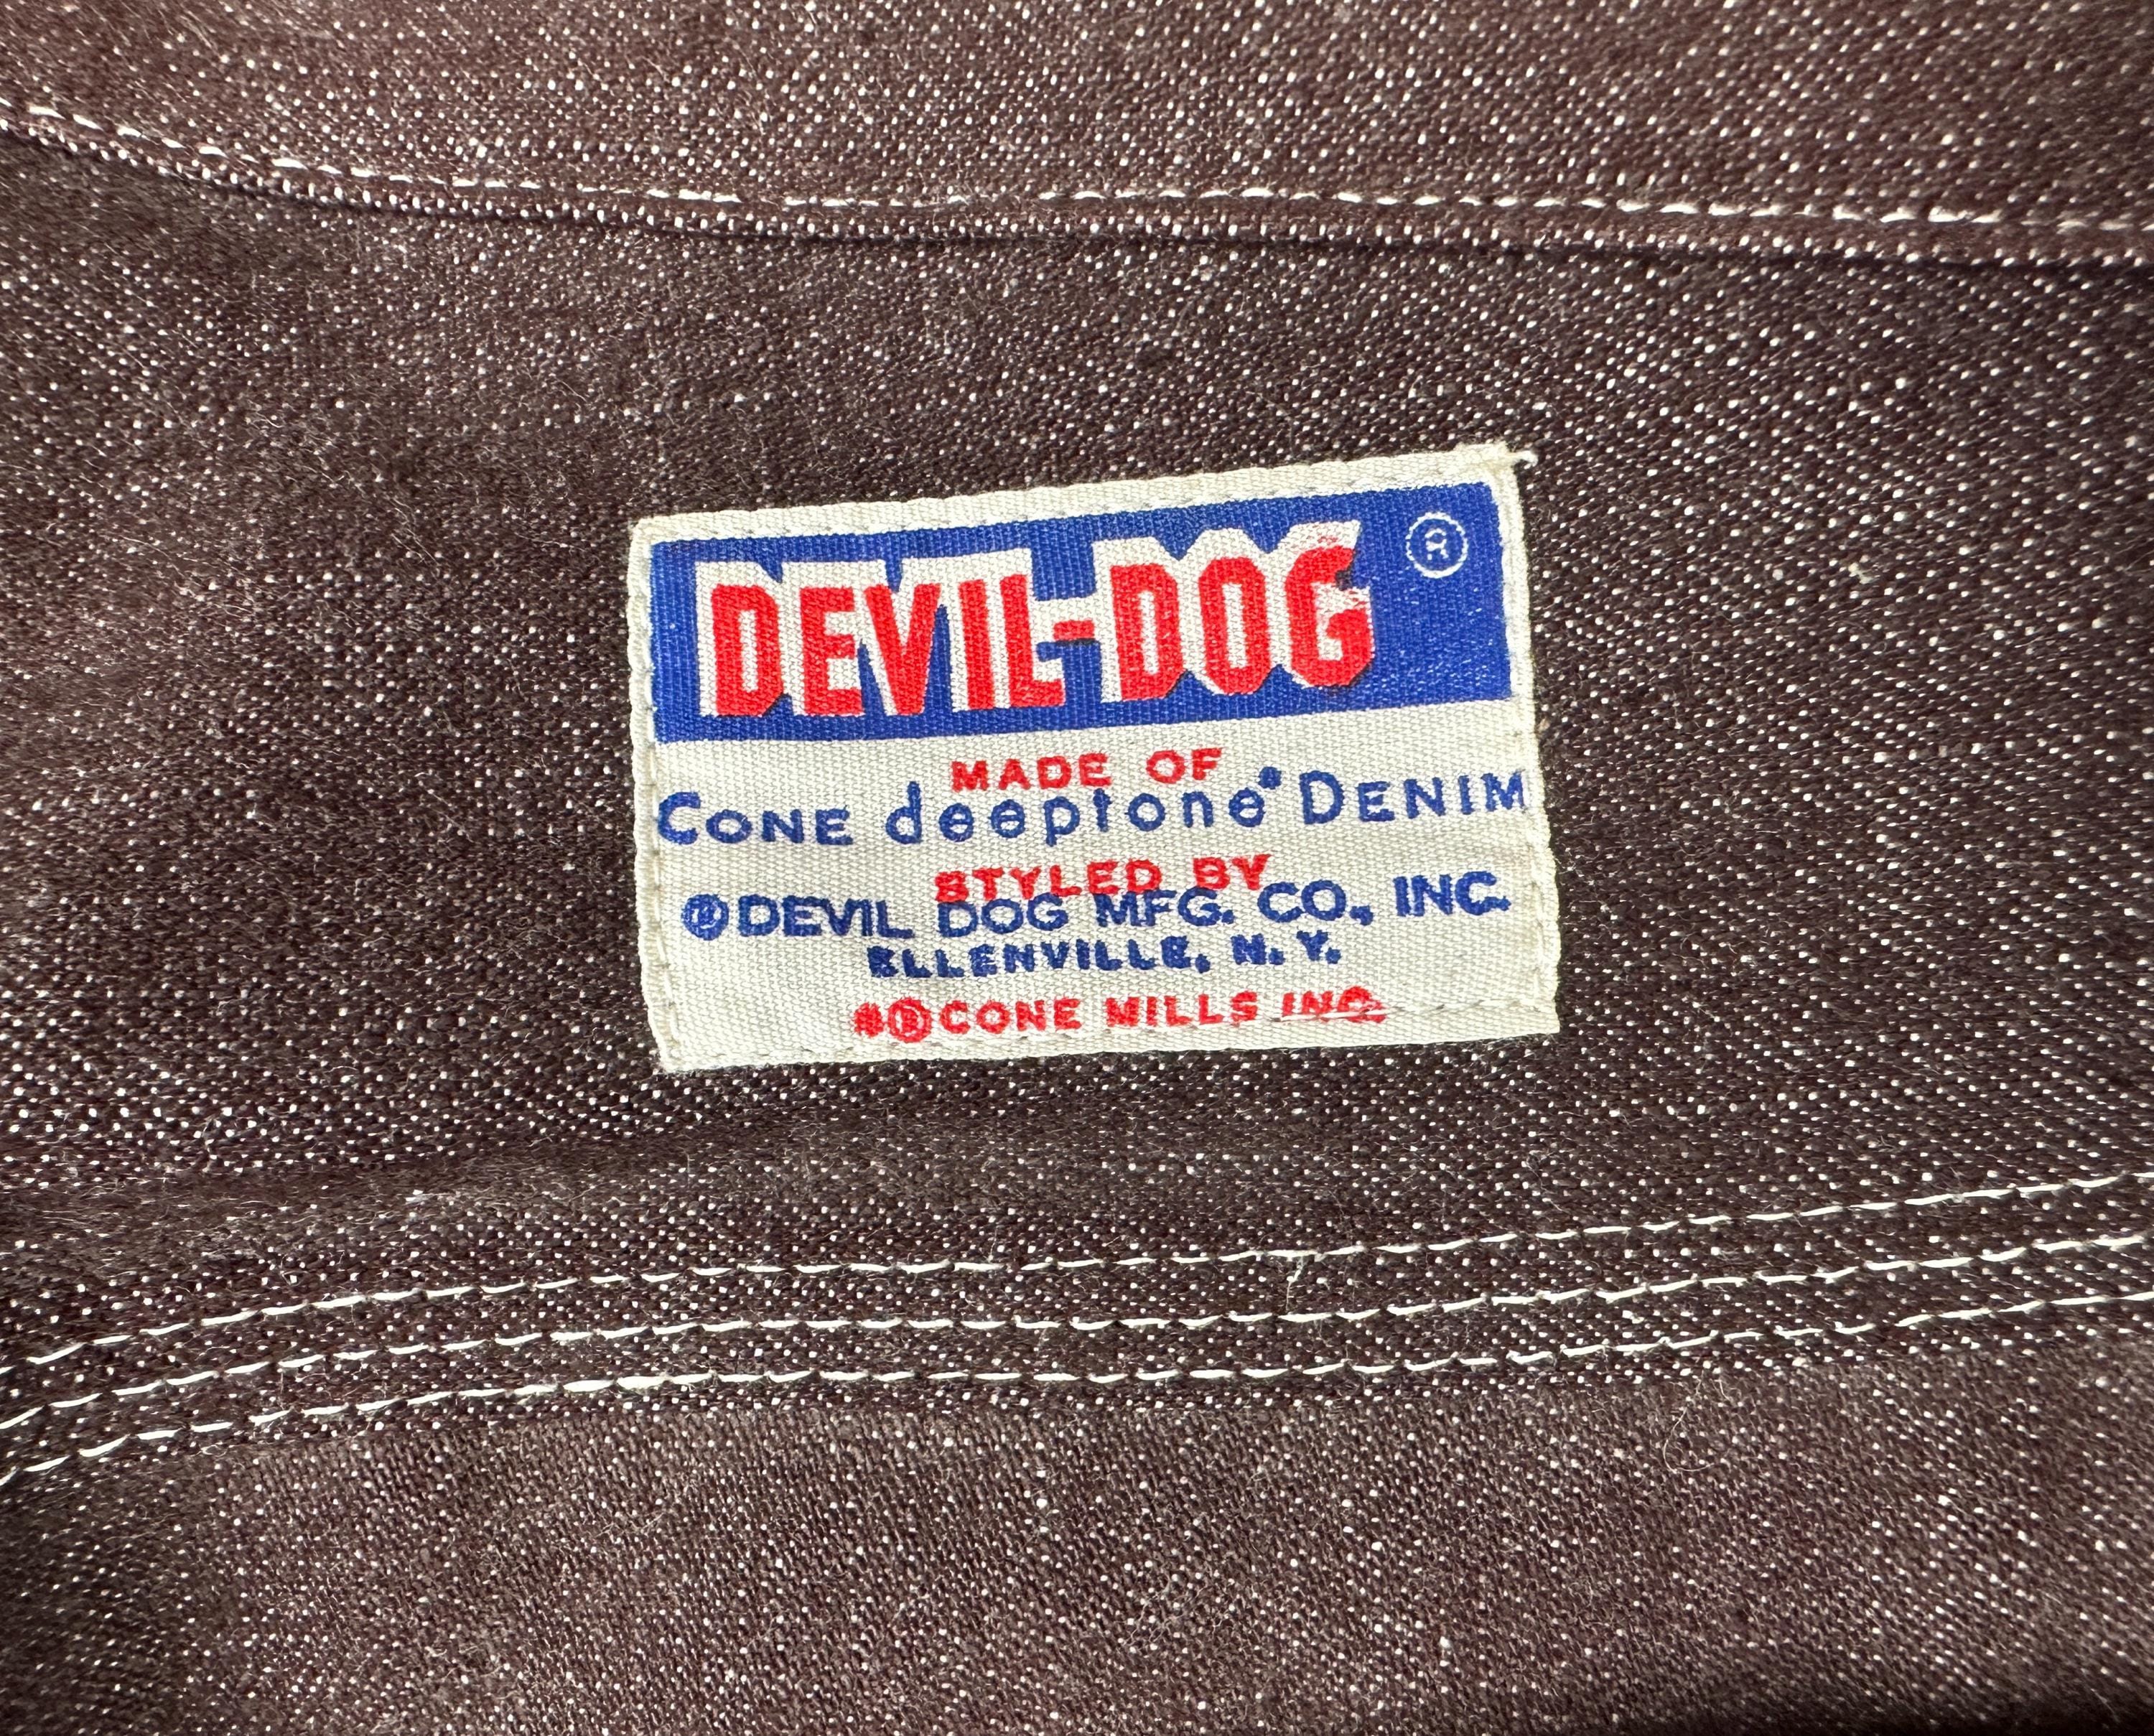 DEVIL-DOG ®
MADE OF
CONE deeptone* DENIM
STYLED BY
® DEVIL DOG MFG. CO., INC.
ELLENVILLE, N. Y.
*® CONE MILLS INC.